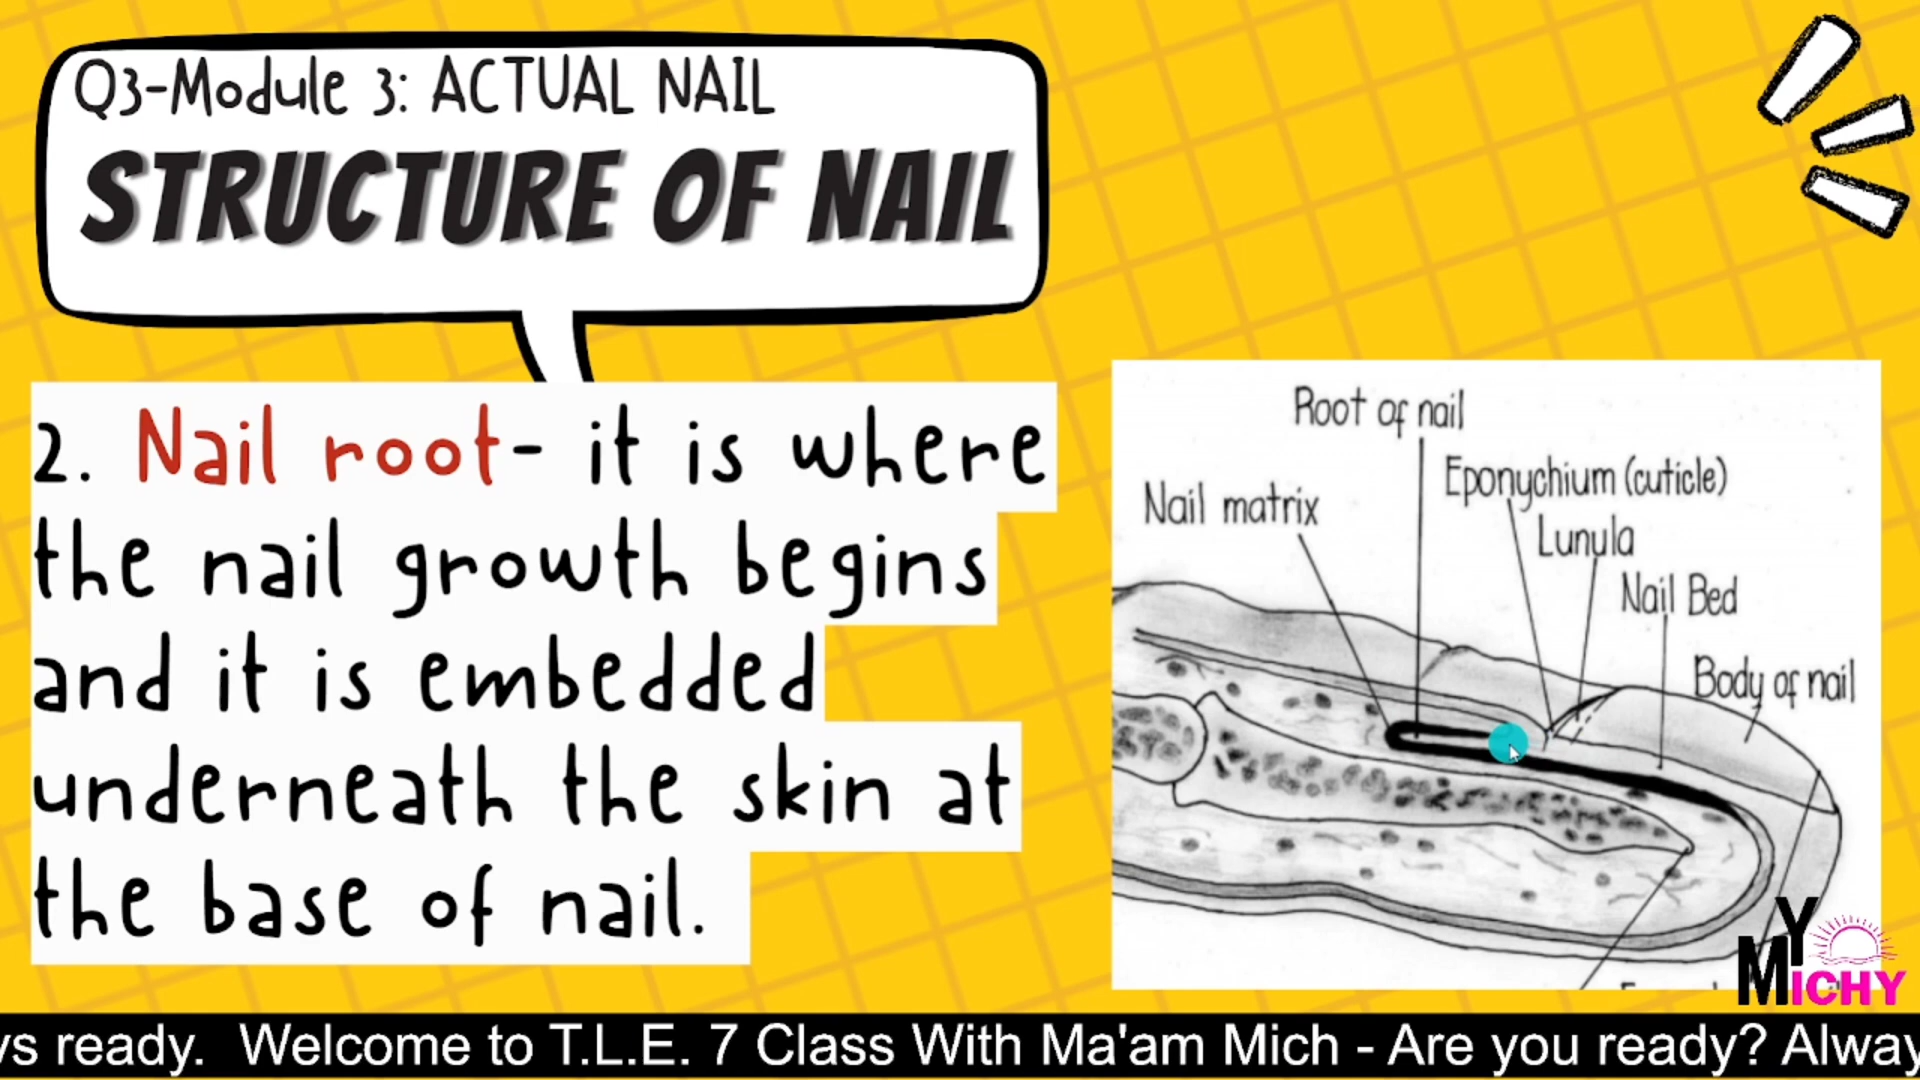 Q3-Module 3: ACTUAL NAIL
STRUCTURE OF NAIL
2. Nail root- it is where
the nail growth begins
and it is embedded
underneath the skin at
the base of nail.
Root of nail
Eponychium (cuticle)
Nail matrix
Lunula
Nail Bed
Body of nail
MY
MICHY
ys ready. Welcome to T.L.E. 7 Class With Ma'am Mich - Are you ready? Alway